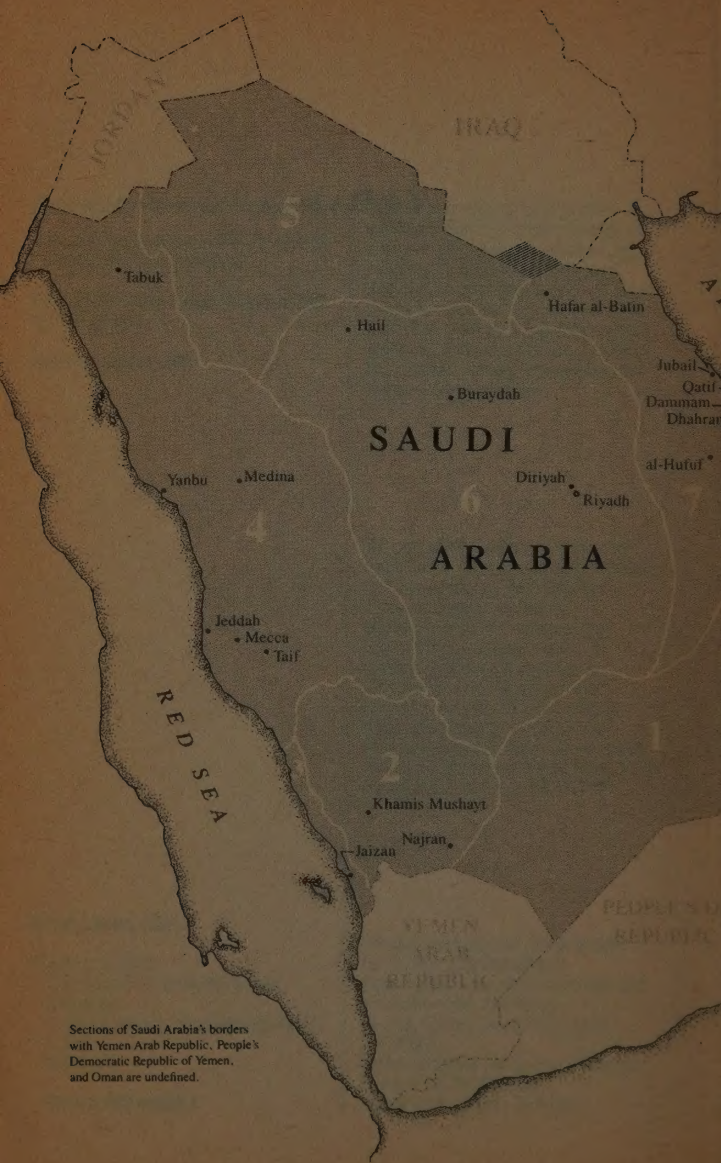 JORDAN
IRAQ
5
Tabuk
Hafar al-Batin
Hail
Jubail
Qatif
Dammam
Buraydah
SAUDI
al-Hufuf
Yanbu
Medina
Diriyah
Riyadh
6
7
4
ARABIA
Jeddah
Mecca
Taif
RED SEA
1
2
Khamis Mushayt
Najran
Jaizan
YEMEN
ARAB
REPUBLIC
Sections of Saudi Arabia's borders
with Yemen Arab Republic, People's
Democratic Republic of Yemen,
and Oman are undefined.